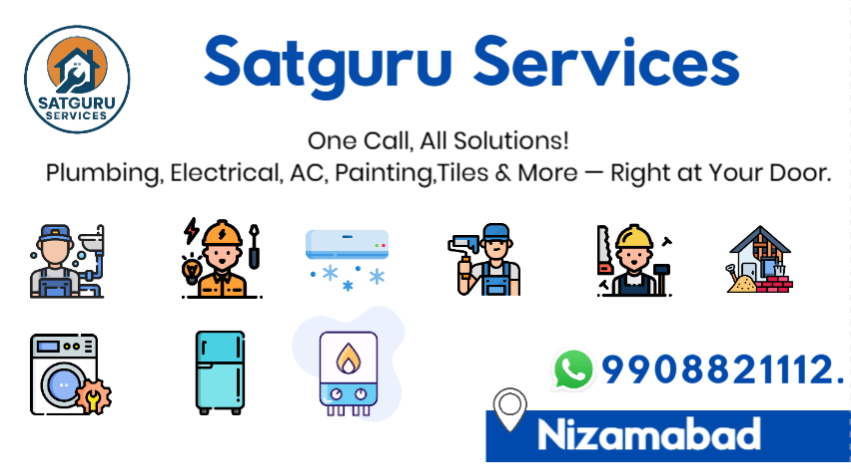 SATGURU
SERVICES
Satguru Services
One Call, All Solutions!
Plumbing, Electrical, AC, Painting,Tiles & More — Right at Your Door.
9908821112.
Nizamabad